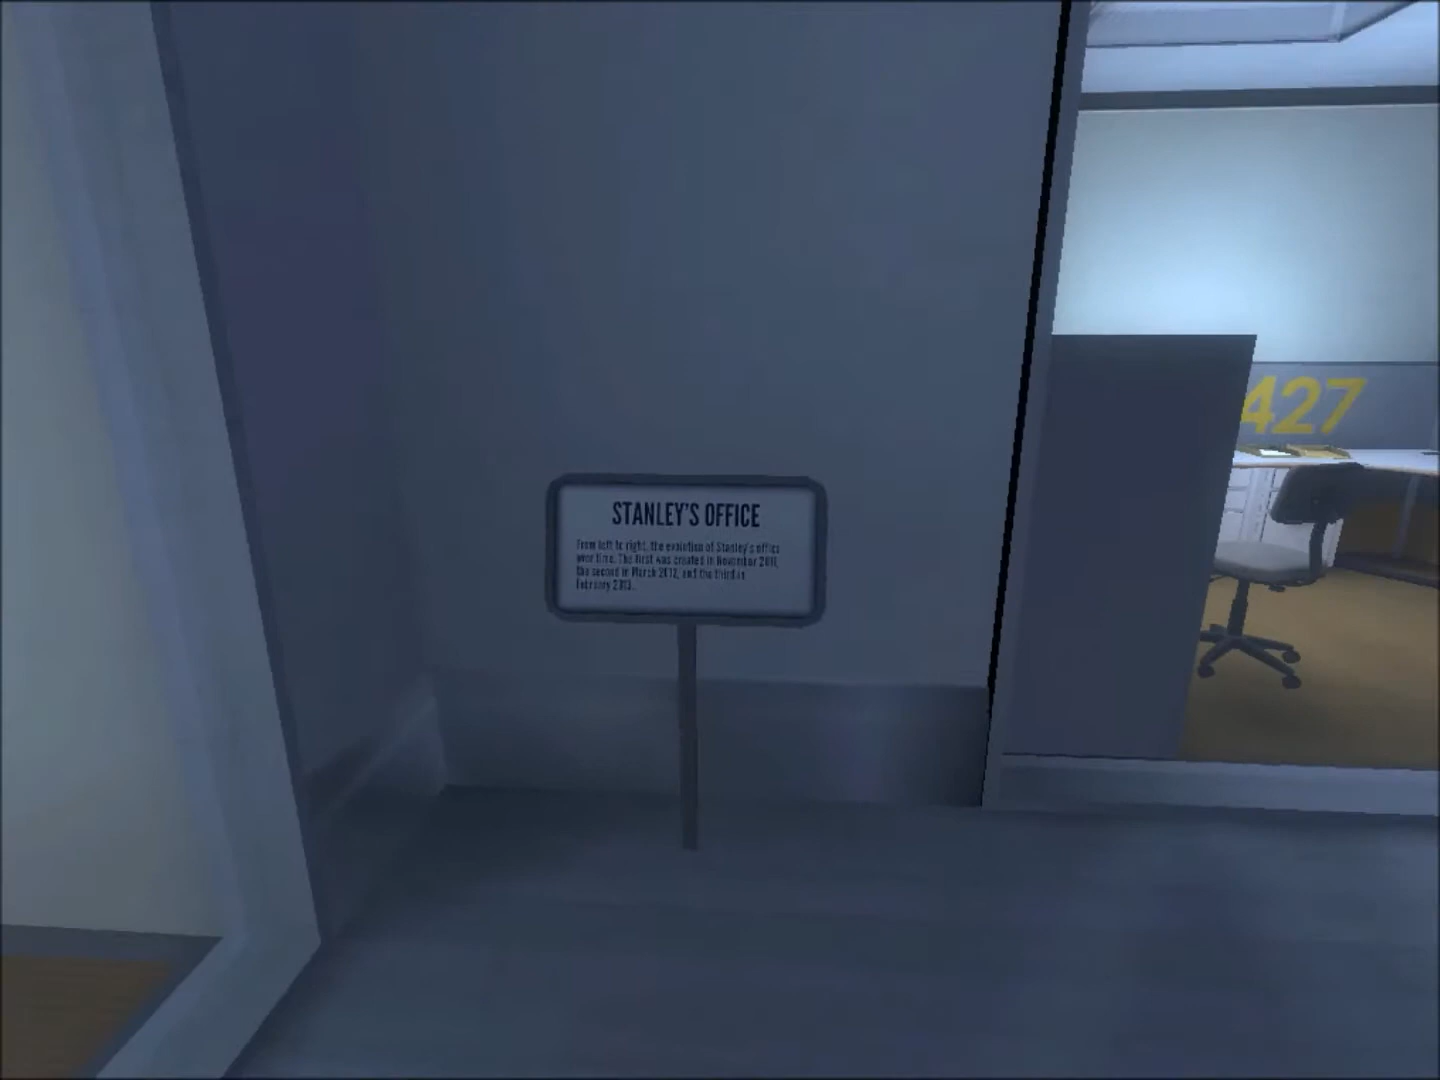 STANLEY'S OFFICE
From left to right, the evolution of Stanley's office
over time. The first was created in November 2011,
the second in March 2012, and the third in
February 2013.
427